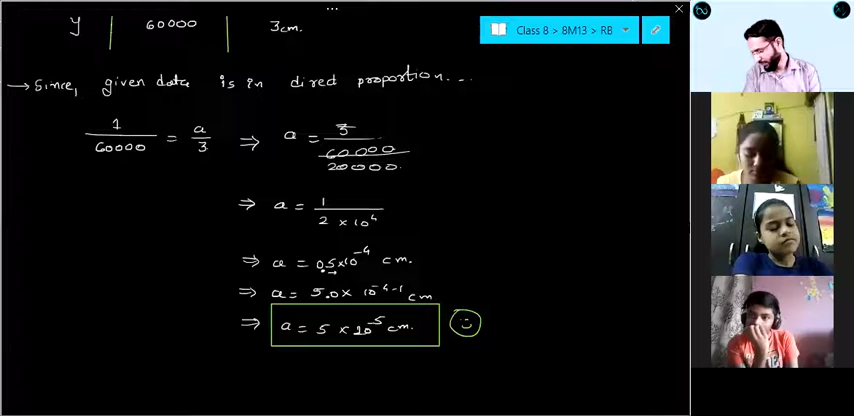 ...
y | 60000 | 3cm.
Class 8 > 8M13 > RB
→ Since, given data is in direct proportion...
1/60000 = a/3 ⇒ a = 3/60000
20000.
⇒ a = 1/2 × 10⁴
⇒ a = 0.5×10⁻⁴ cm.
⇒ a = 5.0 × 10⁻⁴⁻¹ cm
⇒ a = 5 × 10⁻⁵ cm.